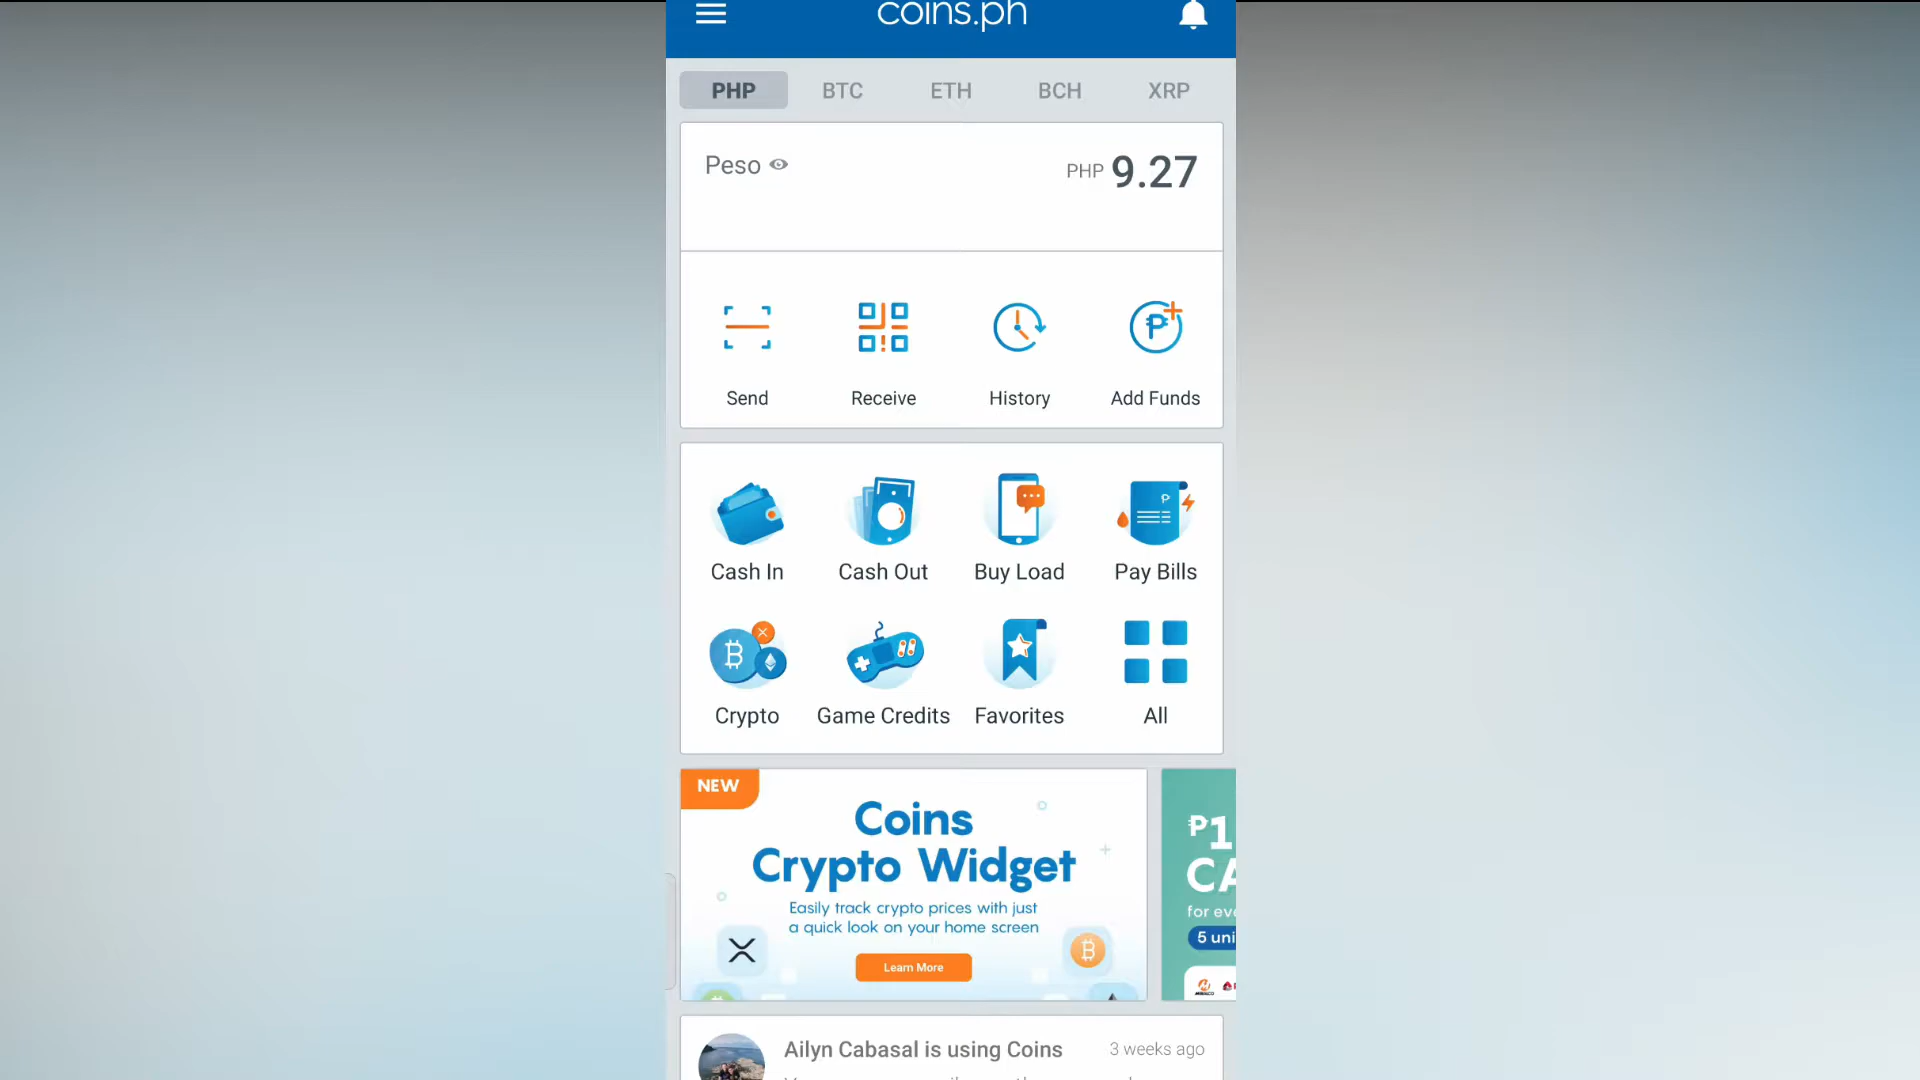 coins.ph
PHP BTC ETH BCH XRP
Peso PHP 9.27
Send Receive History Add Funds
Cash In Cash Out Buy Load Pay Bills
Crypto Game Credits Favorites All
NEW
Coins
Crypto Widget
Easily track crypto prices with just
a quick look on your home screen
Learn More
₱1
CA
for eve
5 uni
Ailyn Cabasal is using Coins 3 weeks ago